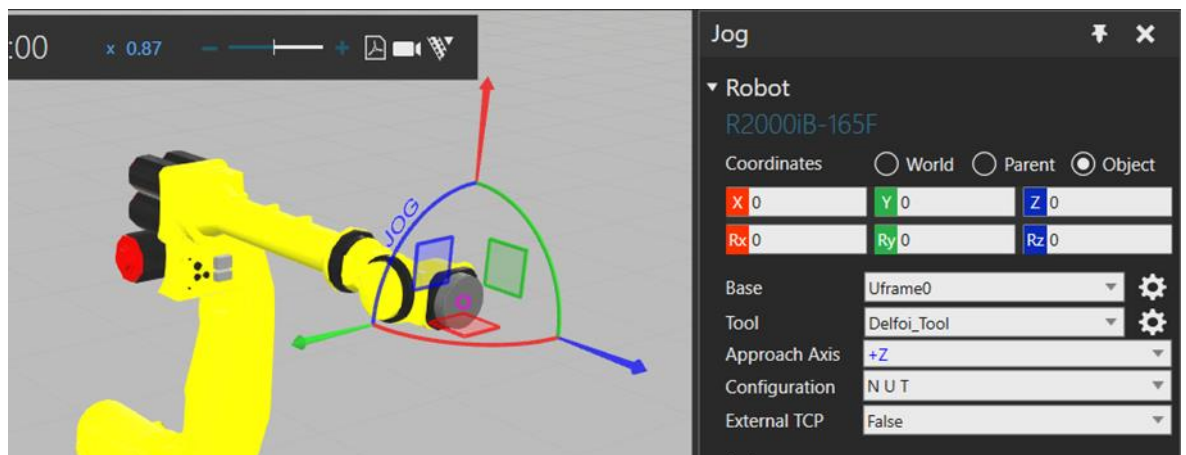 :00 x 0.87 - +
JOG
Jog
Robot
R2000iB-165F
Coordinates World Parent Object
X 0 Y 0 Z 0
Rx 0 Ry 0 Rz 0
Base Uframe0
Tool Delfoi_Tool
Approach Axis +Z
Configuration N U T
External TCP False